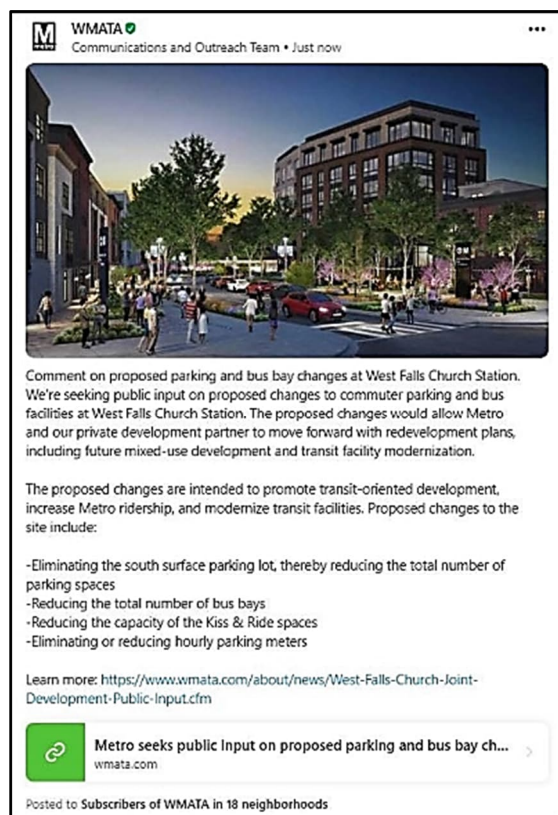 M
WMATA
Communications and Outreach Team • Just now
Comment on proposed parking and bus bay changes at West Falls Church Station.
We're seeking public input on proposed changes to commuter parking and bus
facilities at West Falls Church Station. The proposed changes would allow Metro
and our private development partner to move forward with redevelopment plans,
including future mixed-use development and transit facility modernization.
The proposed changes are intended to promote transit-oriented development,
increase Metro ridership, and modernize transit facilities. Proposed changes to the
site include:
-Eliminating the south surface parking lot, thereby reducing the total number of
parking spaces
-Reducing the total number of bus bays
-Reducing the capacity of the Kiss & Ride spaces
-Eliminating or reducing hourly parking meters
Learn more: https://www.wmata.com/about/news/West-Falls-Church-Joint-
Development-Public-Input.cfm
Metro seeks public input on proposed parking and bus bay ch...
wmata.com
Posted to Subscribers of WMATA in 18 neighborhoods